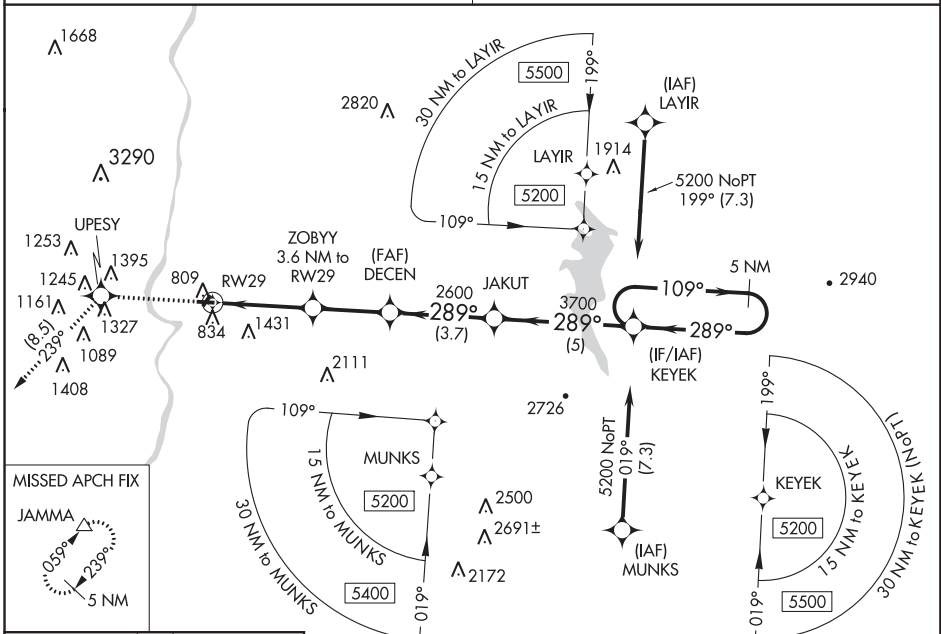 1668
3290
2820
30 NM to LAYIR
5500
199°
15 NM to LAYIR
LAYIR
5200
109°
1914
(IAF)
LAYIR
5200 NoPT
199° (7.3)
UPESY
1253
1395
1245
1161
1327
1089
1408
(8.5)
239°
809
RW29
834
1431
ZOBYY
3.6 NM to
RW29
(FAF)
DECEN
2600
289°
(3.7)
JAKUT
3700
289°
(5)
109°
5 NM
289°
2940
(IF/IAF)
KEYEK
2111
2726
109°
MUNKS
5200
15 NM to MUNKS
30 NM to MUNKS
5400
019°
2500
2691±
2172
5200 NoPT
019°
(7.3)
(IAF)
MUNKS
199°
KEYEK
5200
15 NM to KEYEK
30 NM to KEYEK (NoPT)
5500
019°
MISSED APCH FIX
JAMMA
059°
239°
5 NM